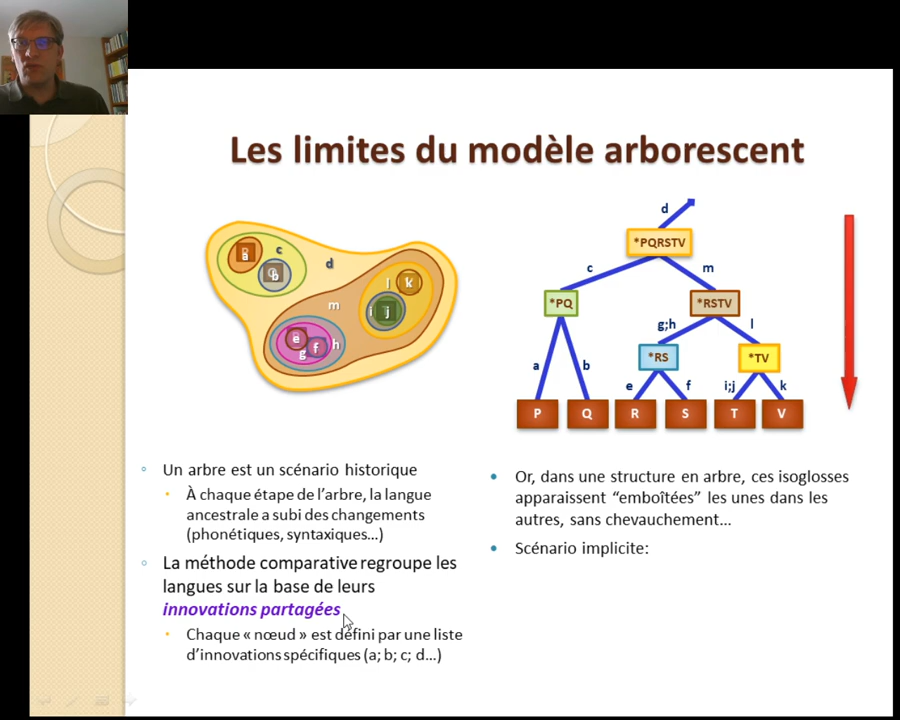 Les limites du modèle arborescent
a
c
b
d
m
l
k
i
j
e
f
g
h
d
*PQRSTV
c
m
*PQ
*RSTV
g;h
l
*RS
*TV
a
b
e
f
i;j
k
P
Q
R
S
T
V
Un arbre est un scénario historique
À chaque étape de l’arbre, la langue
ancestrale a subi des changements
(phonétiques, syntaxiques…)
La méthode comparative regroupe les
langues sur la base de leurs
innovations partagées
Chaque « nœud » est défini par une liste
d’innovations spécifiques (a; b; c; d…)
Or, dans une structure en arbre, ces isoglosses
apparaissent “emboîtées” les unes dans les
autres, sans chevauchement…
Scénario implicite: